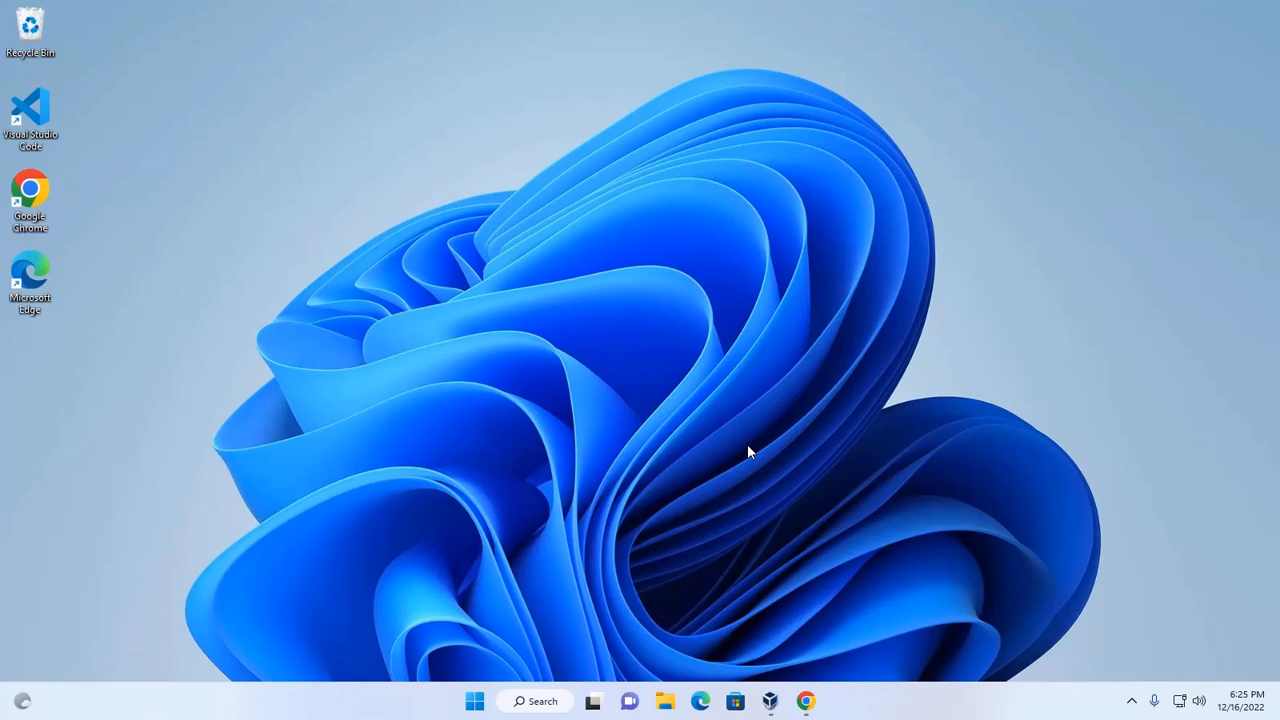 Recycle Bin
Visual Studio
Code
Google
Chrome
Microsoft
Edge
Search
6:25 PM
12/16/2022